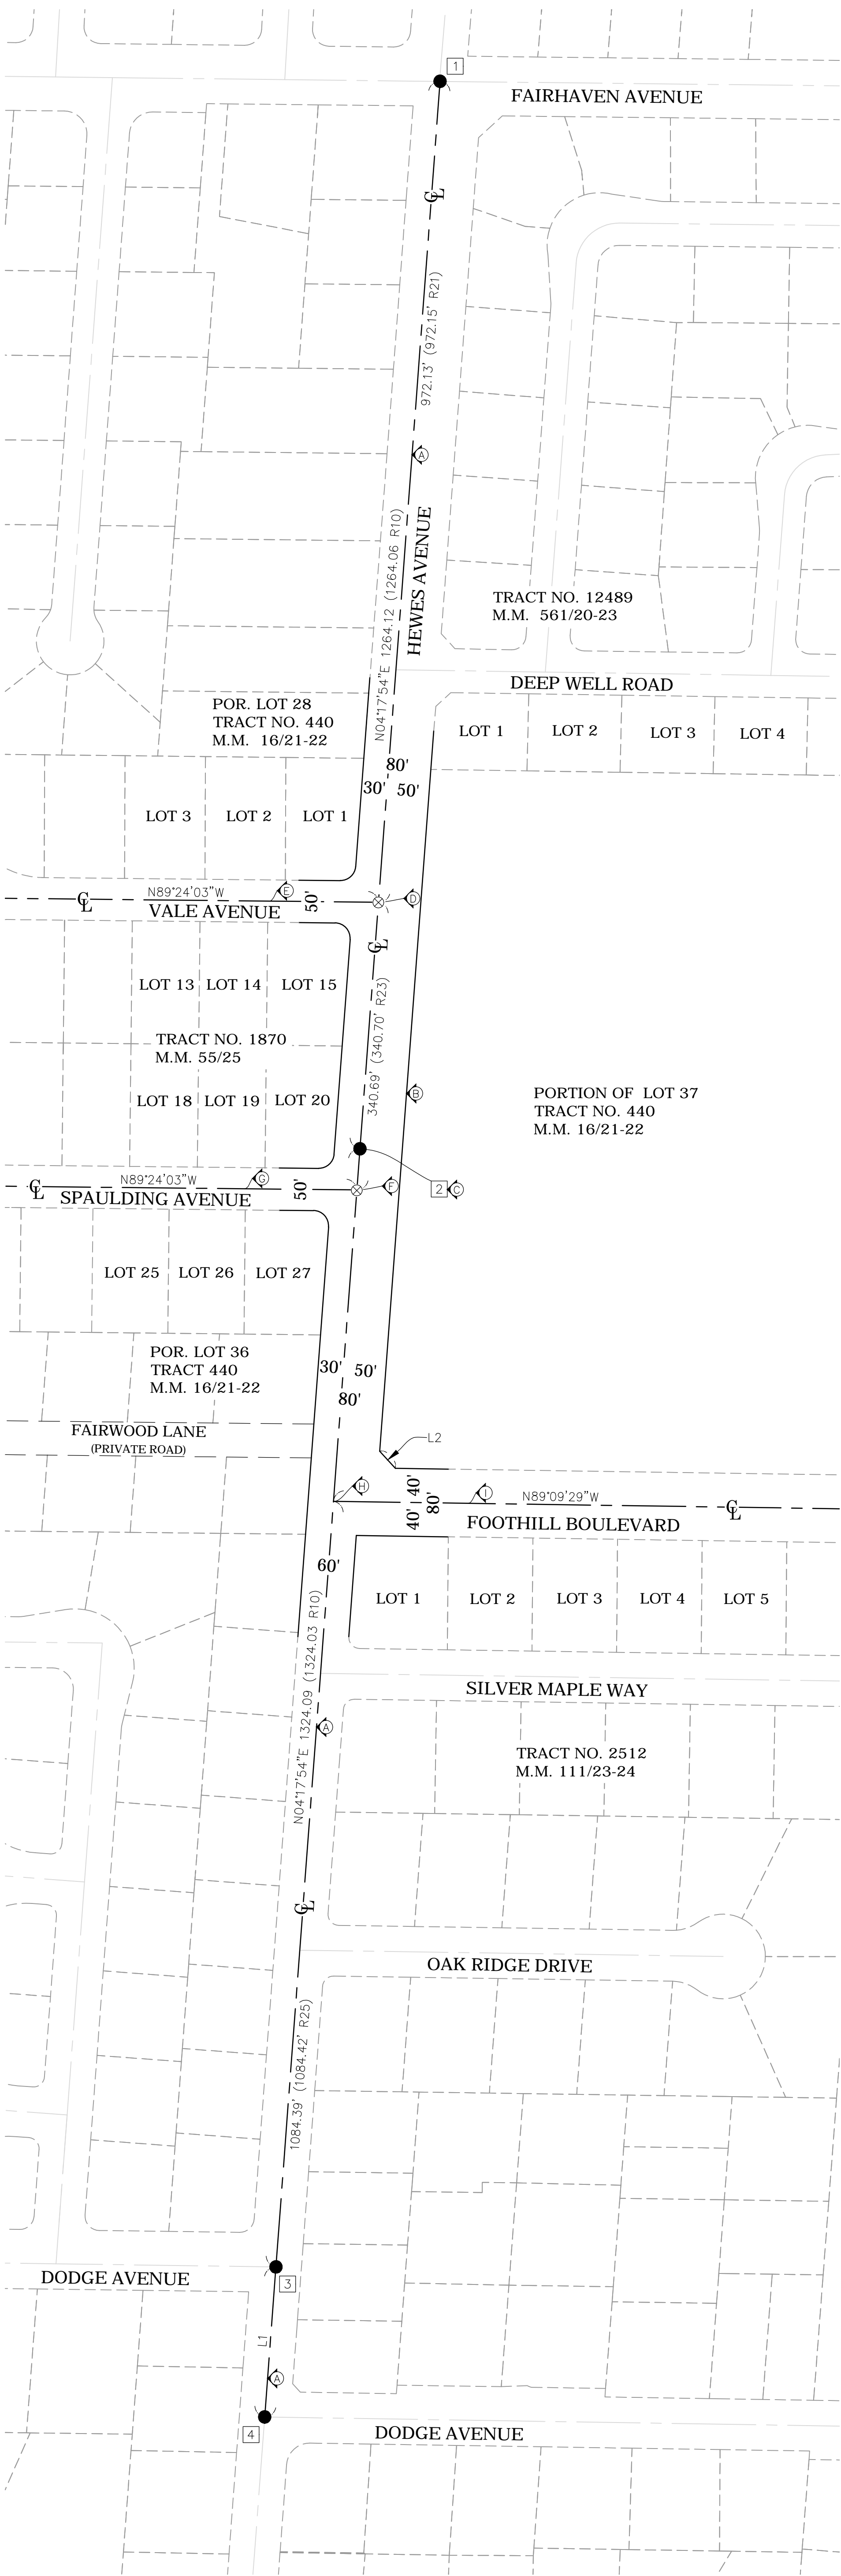 1
FAIRHAVEN AVENUE
℄
972.13' (972.15' R21)
A
N04°17'54"E 1264.12 (1264.06 R10)
HEWES AVENUE
TRACT NO. 12489
M.M. 561/20-23
DEEP WELL ROAD
POR. LOT 28
TRACT NO. 440
M.M. 16/21-22
LOT 1
LOT 2
LOT 3
LOT 4
80'
30'
50'
LOT 3
LOT 2
LOT 1
℄
N89°24'03"W
E
50'
D
VALE AVENUE
℄
LOT 13
LOT 14
LOT 15
340.69' (340.70' R23)
TRACT NO. 1870
M.M. 55/25
B
PORTION OF LOT 37
TRACT NO. 440
M.M. 16/21-22
LOT 18
LOT 19
LOT 20
℄
N89°24'03"W
G
50'
F
2
C
SPAULDING AVENUE
LOT 25
LOT 26
LOT 27
POR. LOT 36
TRACT 440
M.M. 16/21-22
30'
50'
80'
FAIRWOOD LANE
(PRIVATE ROAD)
L2
H
40'
40'
80'
I
N89°09'29"W
℄
FOOTHILL BOULEVARD
60'
LOT 1
LOT 2
LOT 3
LOT 4
LOT 5
N04°17'54"E 1324.09 (1324.03 R10)
SILVER MAPLE WAY
A
TRACT NO. 2512
M.M. 111/23-24
℄
OAK RIDGE DRIVE
1084.39' (1084.42' R25)
DODGE AVENUE
3
L1
A
4
DODGE AVENUE